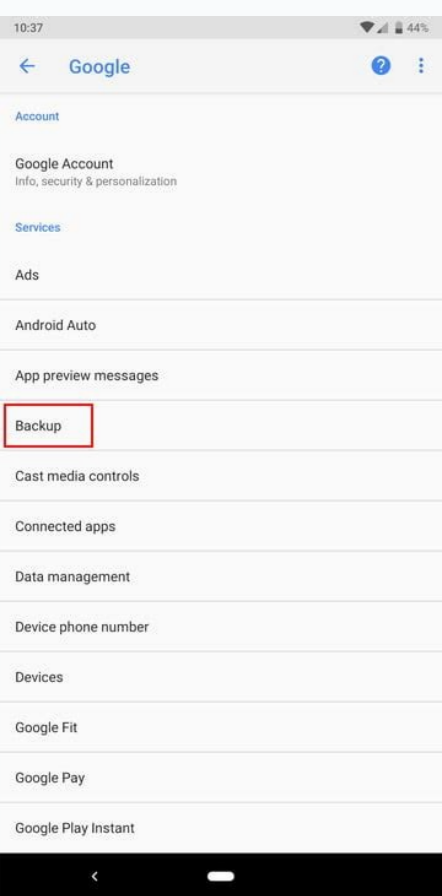 10:37
44%
Google
Account
Google Account
Info, security & personalization
Services
Ads
Android Auto
App preview messages
Backup
Cast media controls
Connected apps
Data management
Device phone number
Devices
Google Fit
Google Pay
Google Play Instant